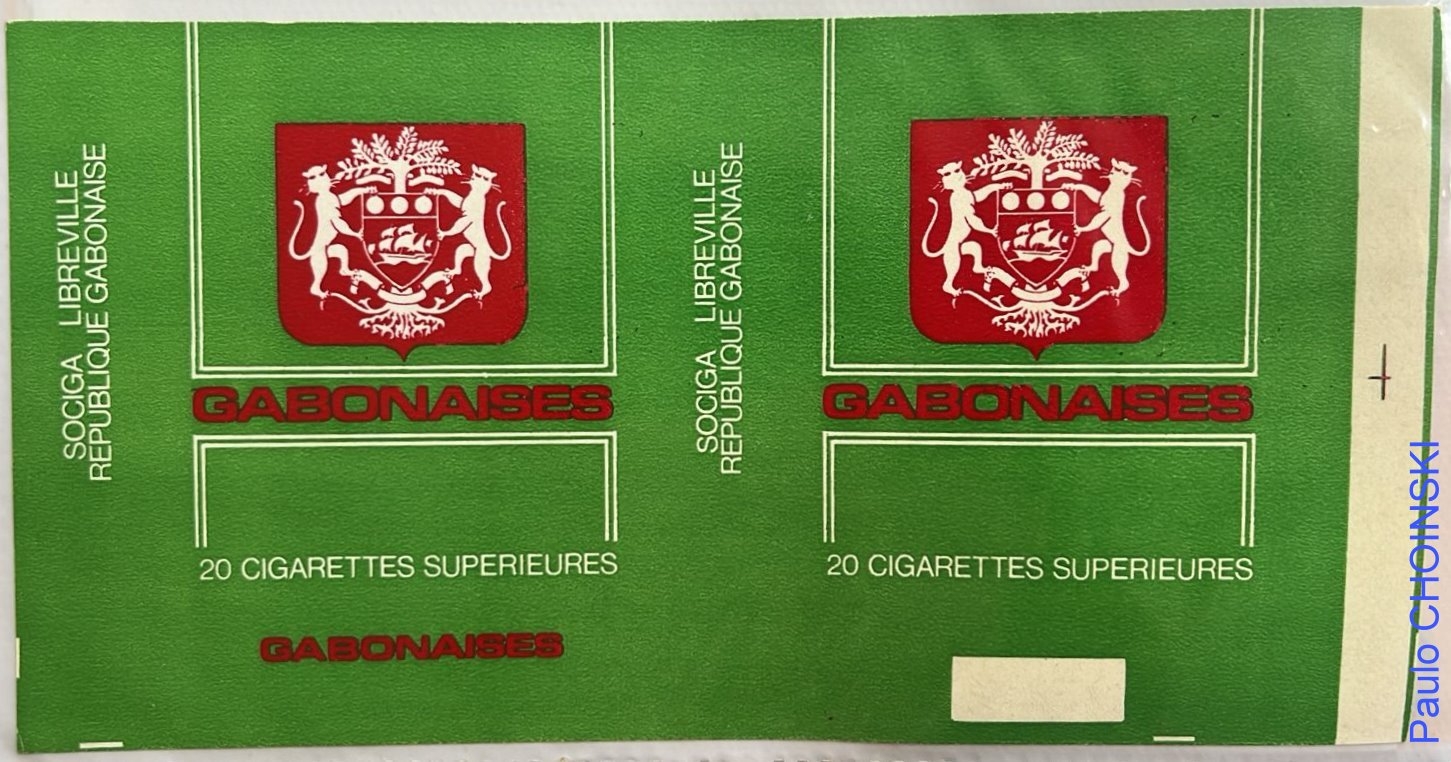 SOCIGA LIBREVILLE
REPUBLIQUE GABONAISE
GABONAISES
20 CIGARETTES SUPERIEURES
GABONAISES
SOCIGA LIBREVILLE
REPUBLIQUE GABONAISE
GABONAISES
20 CIGARETTES SUPERIEURES
Paulo CHOINSKI